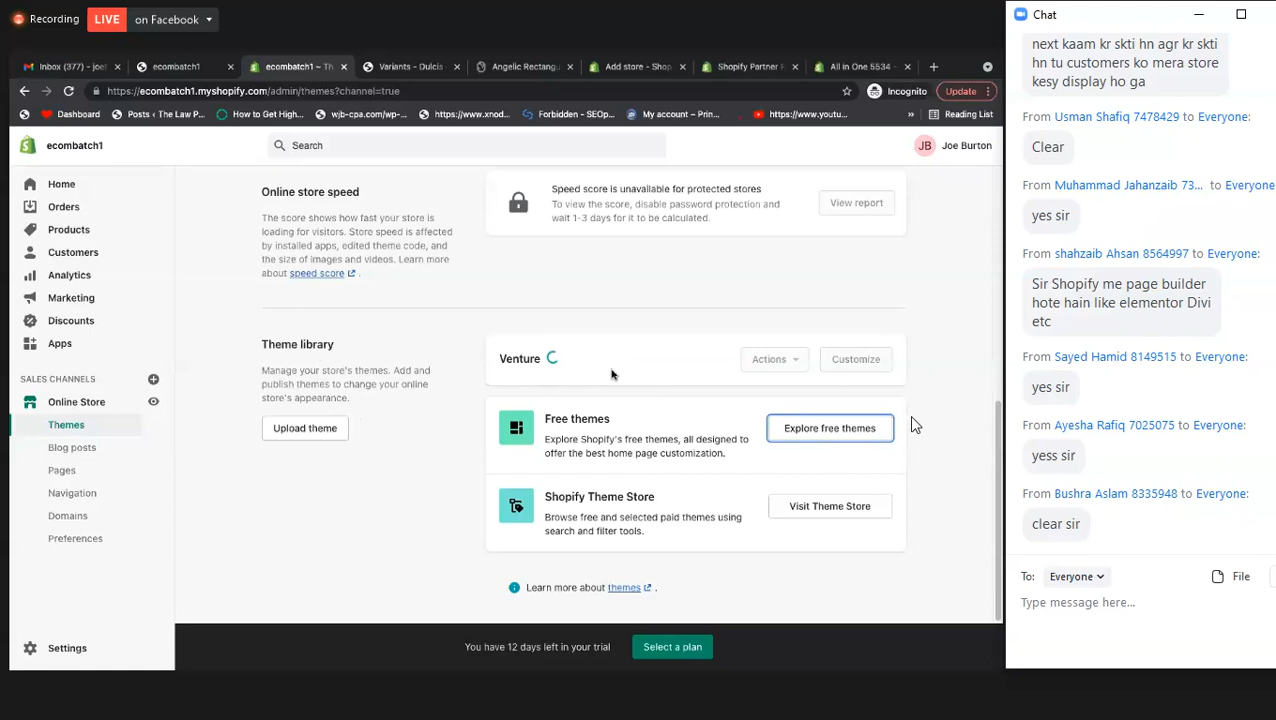 Recording
LIVE
on Facebook
Inbox (377) - joe
ecombatch1
ecombatch1 ~ Th
Variants - Dulcis
Angelic Rectang
Add store - Shop
Shopify Partner
All in One 5534 -
https://ecombatch1.myshopify.com/admin/themes?channel=true
Incognito
Update
Dashboard
Posts ‹ The Law P...
How to Get High...
wjb-cpa.com/wp-...
https://www.xnod...
Forbidden - SEOb...
My account – Prin...
https://www.youtu...
»
Reading List
ecombatch1
Search
JB
Joe Burton
Home
Orders
Products
Customers
Analytics
Marketing
Discounts
Apps
SALES CHANNELS
Online Store
Themes
Blog posts
Pages
Navigation
Domains
Preferences
Settings
Online store speed
The score shows how fast your store is
loading for visitors. Store speed is affected
by installed apps, edited theme code, and
the size of images and videos. Learn more
about speed score .
Speed score is unavailable for protected stores
To view the score, disable password protection and
wait 1-3 days for it to be calculated.
View report
Theme library
Manage your store's themes. Add and
publish themes to change your online
store's appearance.
Upload theme
Venture
Actions
Customize
Free themes
Explore Shopify's free themes, all designed to
offer the best home page customization.
Explore free themes
Shopify Theme Store
Browse free and selected paid themes using
search and filter tools.
Visit Theme Store
Learn more about themes .
You have 12 days left in your trial
Select a plan
Chat
next kaam kr skti hn agr kr skti
hn tu customers ko mera store
kesy display ho ga
From Usman Shafiq 7478429 to Everyone:
Clear
From Muhammad Jahanzaib 73... to Everyone
yes sir
From shahzaib Ahsan 8564997 to Everyone:
Sir Shopify me page builder
hote hain like elementor Divi
etc
From Sayed Hamid 8149515 to Everyone:
yes sir
From Ayesha Rafiq 7025075 to Everyone:
yess sir
From Bushra Aslam 8335948 to Everyone:
clear sir
To: Everyone
File
Type message here...